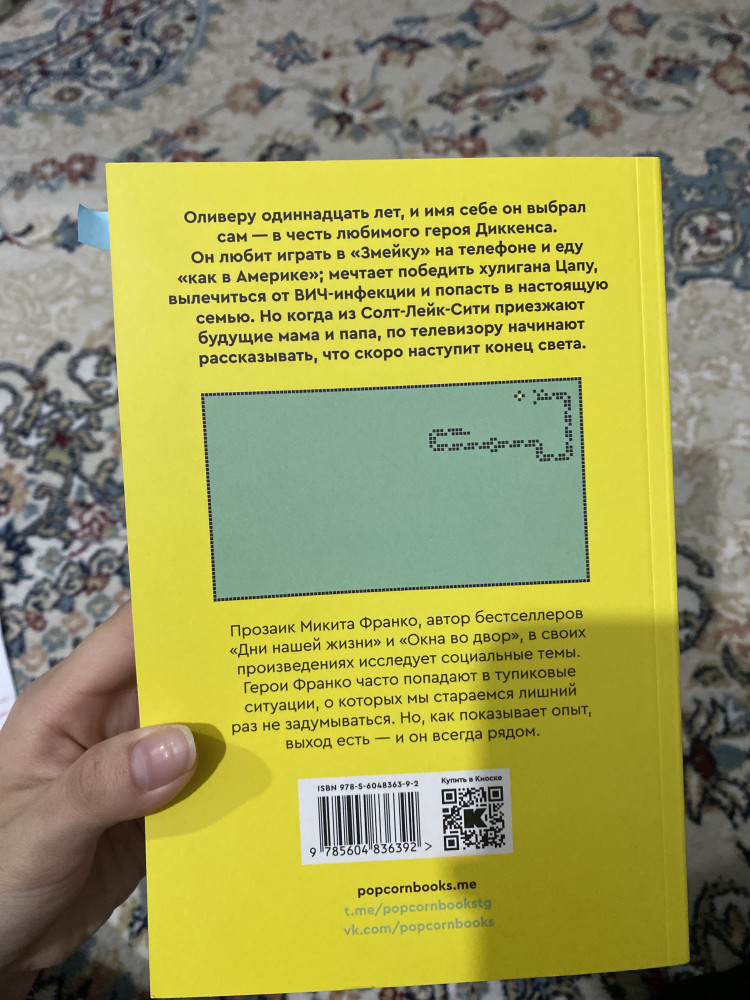 Оливеру одиннадцать лет, и имя себе он выбрал
сам — в честь любимого героя Диккенса.
Он любит играть в «Змейку» на телефоне и еду
«как в Америке»; мечтает победить хулигана Цапу,
вылечиться от ВИЧ-инфекции и попасть в настоящую
семью. Но когда из Солт-Лейк-Сити приезжают
будущие мама и папа, по телевизору начинают
рассказывать, что скоро наступит конец света.
Прозаик Микита Франко, автор бестселлеров
«Дни нашей жизни» и «Окна во двор», в своих
произведениях исследует социальные темы.
Герои Франко часто попадают в тупиковые
ситуации, о которых мы стараемся лишний
раз не задумываться. Но, как показывает опыт,
выход есть — и он всегда рядом.
ISBN 978-5-6048363-9-2
Купить в Киоске
K
9 785604 836392 >
popcornbooks.me
t.me/popcornbookstg
vk.com/popcornbooks